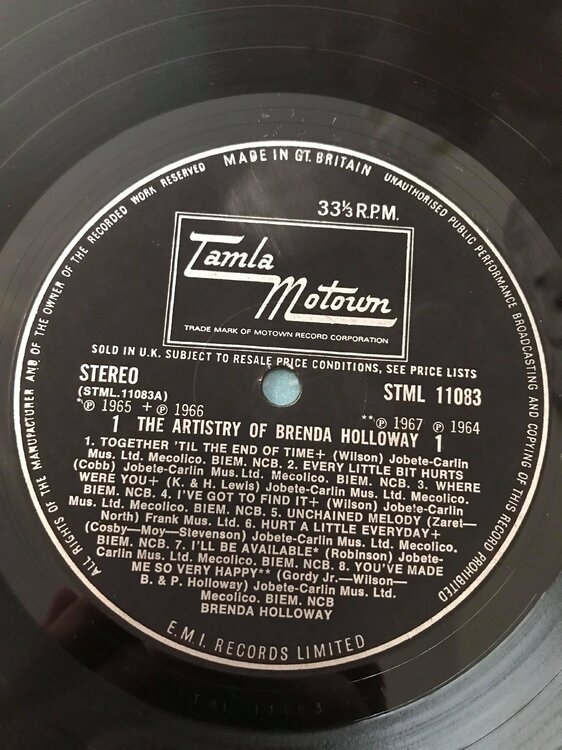 MADE IN GT. BRITAIN
UNAUTHORISED PUBLIC PERFORMANCE BROADCASTING AND COPYING OF THIS RECORD PROHIBITED
ALL RIGHTS OF THE MANUFACTURER AND OF THE OWNER OF THE RECORDED WORK RESERVED
33⅓ R.P.M.
Tamla
Motown
TRADE MARK OF MOTOWN RECORD CORPORATION
SOLD IN U.K. SUBJECT TO RESALE PRICE CONDITIONS, SEE PRICE LISTS
STEREO
STML 11083
(STML.11083A)
*℗ 1965 +℗ 1966 **℗ 1967 ℗ 1964
1 THE ARTISTRY OF BRENDA HOLLOWAY 1
1. TOGETHER 'TIL THE END OF TIME+ (Wilson) Jobete-Carlin
Mus. Ltd. Mecolico. BIEM. NCB. 2. EVERY LITTLE BIT HURTS
(Cobb) Jobete-Carlin Mus. Ltd. Mecolico. BIEM. NCB. 3. WHERE
WERE YOU+ (K. & H. Lewis) Jobete-Carlin Mus. Ltd. Mecolico.
BIEM. NCB. 4. I'VE GOT TO FIND IT+ (Wilson) Jobete-Carlin
Mus. Ltd. Mecolico. BIEM. NCB. 5. UNCHAINED MELODY (Zaret—
North) Frank Mus. Ltd. 6. HURT A LITTLE EVERYDAY+
(Cosby—Moy—Stevenson) Jobete-Carlin Mus. Ltd. Mecolico.
BIEM. NCB. 7. I'LL BE AVAILABLE* (Robinson) Jobete-
Carlin Mus. Ltd. Mecolico. BIEM. NCB. 8. YOU'VE MADE
ME SO VERY HAPPY** (Gordy Jr.—Wilson—
B. & P. Holloway) Jobete-Carlin Mus. Ltd.
Mecolico. BIEM. NCB
BRENDA HOLLOWAY
E.M.I. RECORDS LIMITED